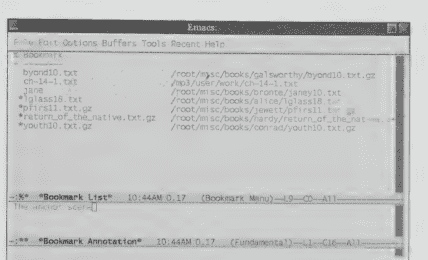 Emacs
File Edit Options Buffers Tools Recent Help
% Bookmark
byond10.txt /root/misc/books/galsworthy/byond10.txt.gz
ch-14-1.txt /mp3/user/work/ch-14-1.txt
jane /root/misc/books/bronte/janey10.txt
*lglass18.txt /root/misc/books/alice/lglass18.txt
*pfirs11.txt.gz /root/misc/books/jewett/pfirs11.txt.gz
*return_of_the_native.txt.gz /root/misc/books/hardy/return_of_the_native
*youth10.txt.gz /root/misc/books/conrad/youth10.txt.gz
-:%* *Bookmark List* 10:44AM 0.17 (Bookmark Menu)--L9--C0--All
The
-:** *Bookmark Annotation* 10:44AM 0.17 (Fundamental)--L1--C16--All